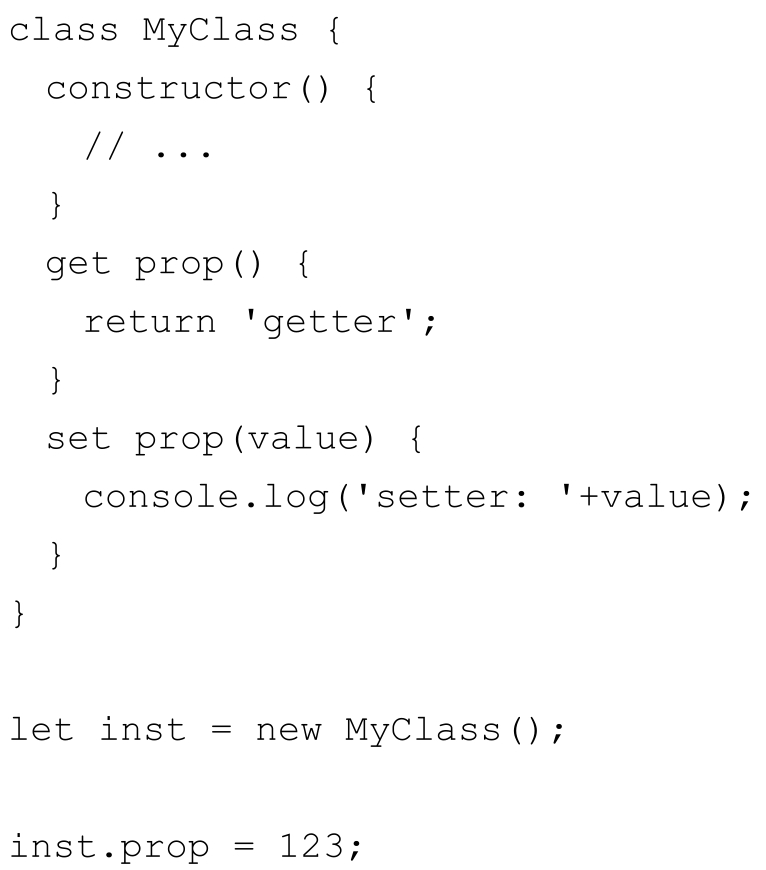 class MyClass {
  constructor() {
    // ...
  }
  get prop() {
    return 'getter';
  }
  set prop(value) {
    console.log('setter: '+value);
  }
}

let inst = new MyClass();

inst.prop = 123;